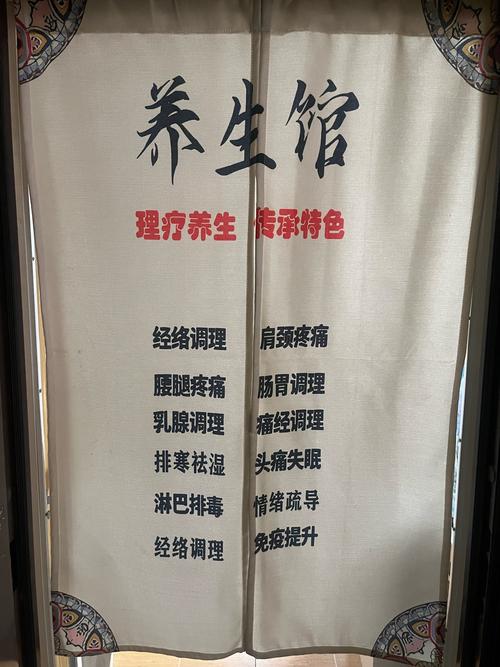 养生馆
理疗养生 传承特色
经络调理 肩颈疼痛
腰腿疼痛 肠胃调理
乳腺调理 痛经调理
排寒祛湿 头痛失眠
淋巴排毒 情绪疏导
经络调理 免疫提升